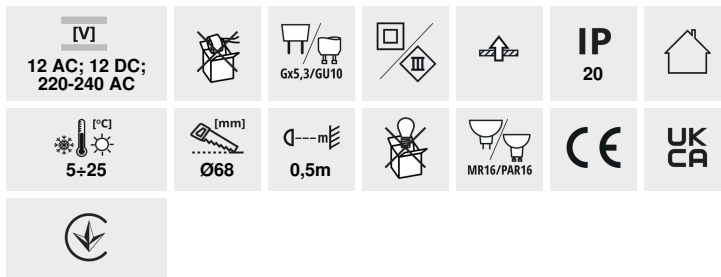 [V]
12 AC; 12 DC;
220-240 AC
Gx5,3/GU10
III
IP
20
[°C]
5÷25
[mm]
Ø68
m
0,5m
MR16/PAR16
CE
UK
CA